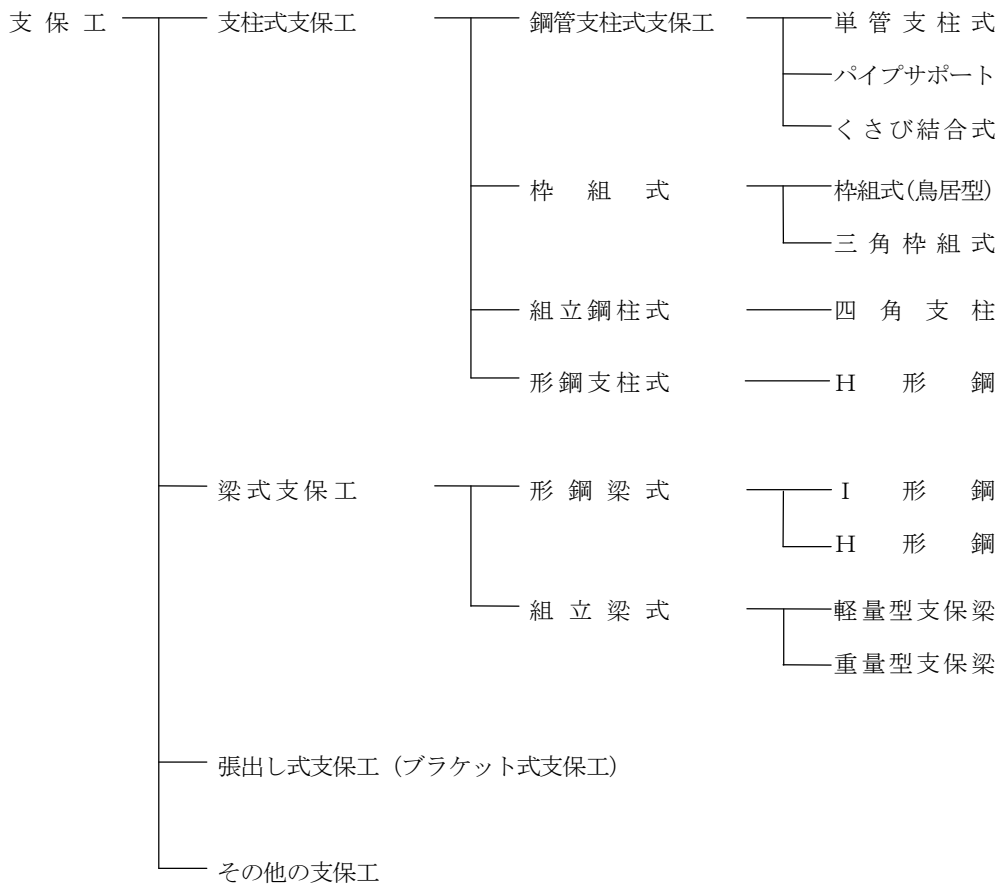 支保工 支柱式支保工 鋼管支柱式支保工 単管支柱式
パイプサポート
くさび結合式
枠組式 枠組式(鳥居型)
三角枠組式
組立鋼柱式 四角支柱
形鋼支柱式 H形鋼
梁式支保工 形鋼梁式 I形鋼
H形鋼
組立梁式 軽量型支保梁
重量型支保梁
張出し式支保工(ブラケット式支保工)
その他の支保工